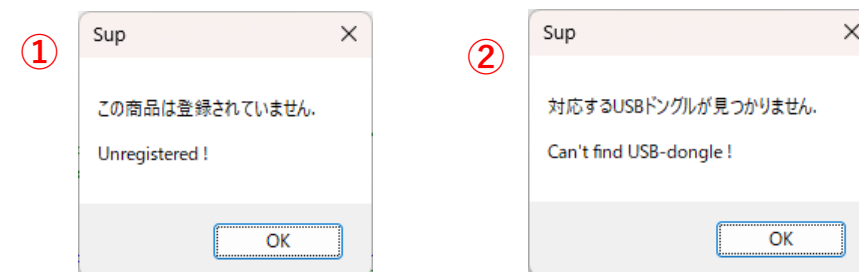 ①
Sup
この商品は登録されていません.
Unregistered !
OK
②
Sup
対応するUSBドングルが見つかりません.
Can't find USB-dongle !
OK